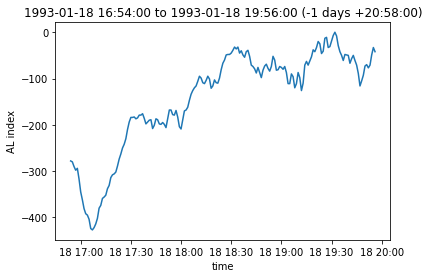 1993-01-18 16:54:00 to 1993-01-18 19:56:00 (-1 days +20:58:00)
0
−100
−200
−300
−400
AL index
18 17:00 18 17:30 18 18:00 18 18:30 18 19:00 18 19:30 18 20:00
time